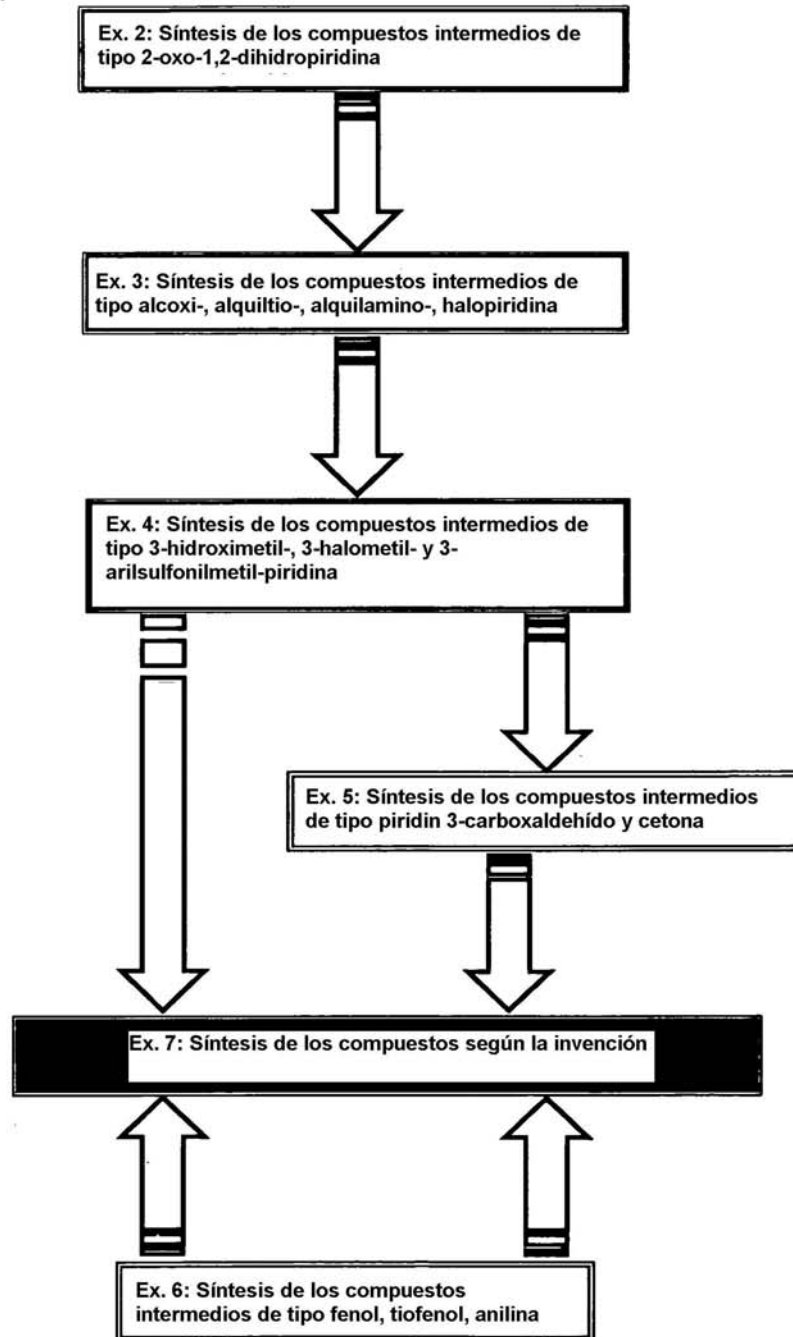 Ex. 2: Síntesis de los compuestos intermedios de
tipo 2-oxo-1,2-dihidropiridina
Ex. 3: Síntesis de los compuestos intermedios de
tipo alcoxi-, alquiltio-, alquilamino-, halopiridina
Ex. 4: Síntesis de los compuestos intermedios de
tipo 3-hidroximetil-, 3-halometil- y 3-
arilsulfonilmetil-piridina
Ex. 5: Síntesis de los compuestos intermedios
de tipo piridin 3-carboxaldehído y cetona
Ex. 7: Síntesis de los compuestos según la invención
Ex. 6: Síntesis de los compuestos
intermedios de tipo fenol, tiofenol, anilina